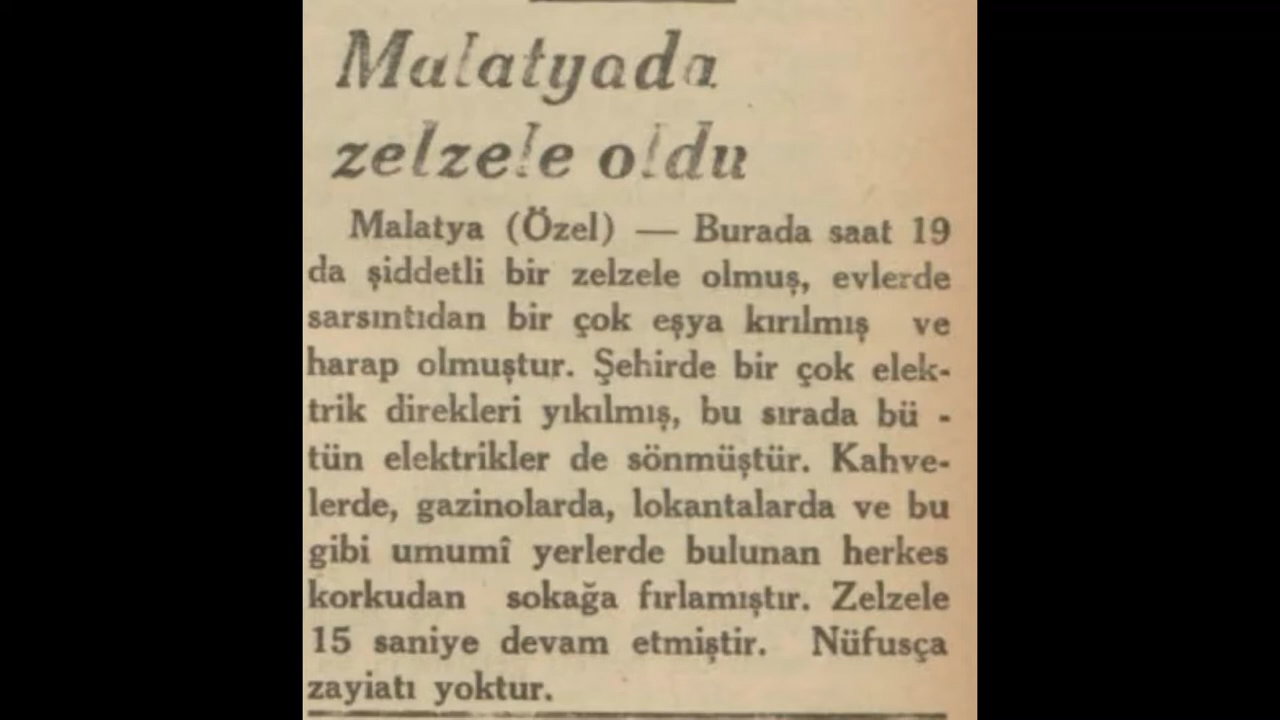 Malatyada
zelzele oldu
Malatya (Özel) — Burada saat 19
da şiddetli bir zelzele olmuş, evlerde
sarsıntıdan bir çok eşya kırılmış ve
harap olmuştur. Şehirde bir çok elek-
trik direkleri yıkılmış, bu sırada bü -
tün elektrikler de sönmüştür. Kahve-
lerde, gazinolarda, lokantalarda ve bu
gibi umumî yerlerde bulunan herkes
korkudan sokağa fırlamıştır. Zelzele
15 saniye devam etmiştir. Nüfusça
zayiatı yoktur.